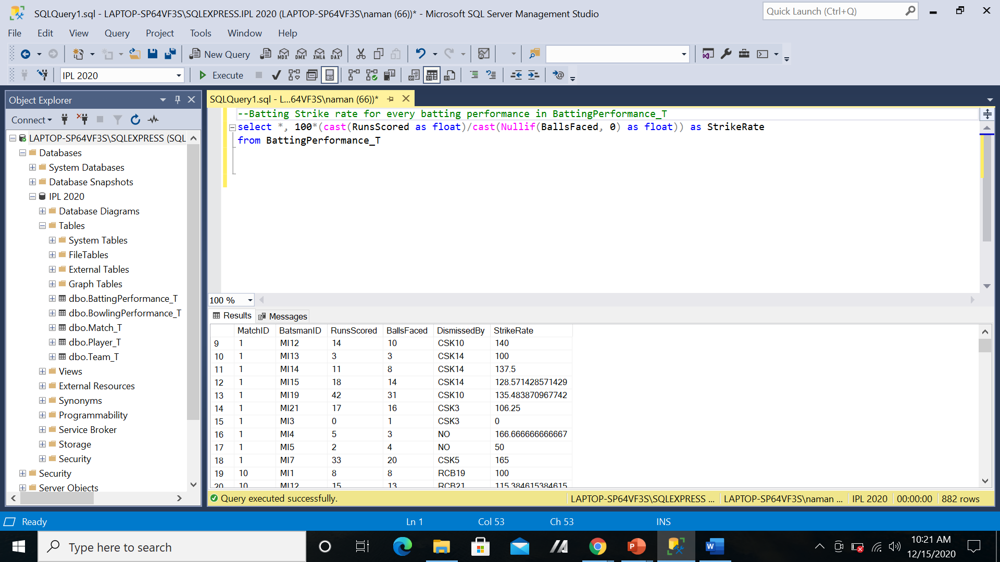 SQLQuery1.sql - LAPTOP-SP64VF3S\SQLEXPRESS.IPL 2020 (LAPTOP-SP64VF3S\naman (66))* - Microsoft SQL Server Management Studio
Quick Launch (Ctrl+Q)
File Edit View Query Project Tools Window Help
New Query MDX DMX XMLA DAX
IPL 2020 Execute
Object Explorer
Connect
LAPTOP-SP64VF3S\SQLEXPRESS (SQL
Databases
System Databases
Database Snapshots
IPL 2020
Database Diagrams
Tables
System Tables
FileTables
External Tables
Graph Tables
dbo.BattingPerformance_T
dbo.BowlingPerformance_T
dbo.Match_T
dbo.Player_T
dbo.Team_T
Views
External Resources
Synonyms
Programmability
Service Broker
Storage
Security
Security
Server Objects
SQLQuery1.sql - L...64VF3S\naman (66))*
--Batting Strike rate for every batting performance in BattingPerformance_T
select *, 100*(cast(RunsScored as float)/cast(Nullif(BallsFaced, 0) as float)) as StrikeRate
from BattingPerformance_T
100 %
Results Messages
MatchID BatsmanID RunsScored BallsFaced DismissedBy StrikeRate
9 1 MI12 14 10 CSK10 140
10 1 MI13 3 3 CSK14 100
11 1 MI14 11 8 CSK14 137.5
12 1 MI15 18 14 CSK14 128.571428571429
13 1 MI19 42 31 CSK10 135.483870967742
14 1 MI21 17 16 CSK3 106.25
15 1 MI3 0 1 CSK3 0
16 1 MI4 5 3 NO 166.666666666667
17 1 MI5 2 4 NO 50
18 1 MI7 33 20 CSK5 165
19 10 MI1 8 8 RCB19 100
20 10 MI12 15 13 RCB21 115.384615384615
Query executed successfully. LAPTOP-SP64VF3S\SQLEXPRESS ... LAPTOP-SP64VF3S\naman ... IPL 2020 00:00:00 882 rows
Ready Ln 1 Col 53 Ch 53 INS
Type here to search
10:21 AM
12/15/2020